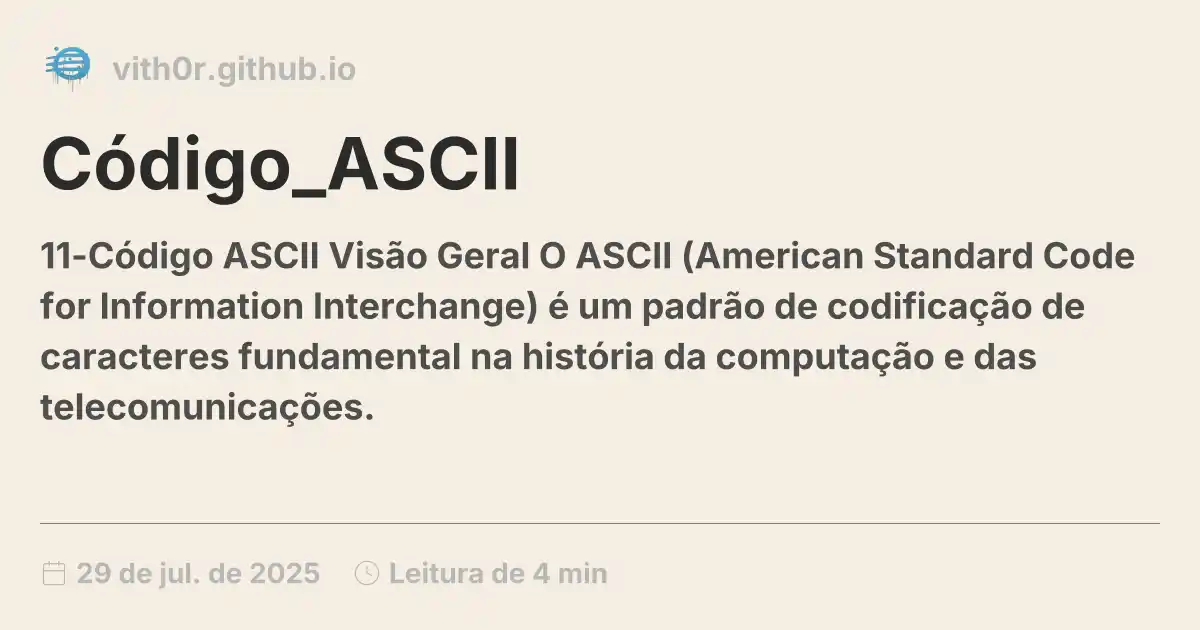 vith0r.github.io
Código_ASCII
11-Código ASCII Visão Geral O ASCII (American Standard Code
for Information Interchange) é um padrão de codificação de
caracteres fundamental na história da computação e das
telecomunicações.
29 de jul. de 2025 Leitura de 4 min